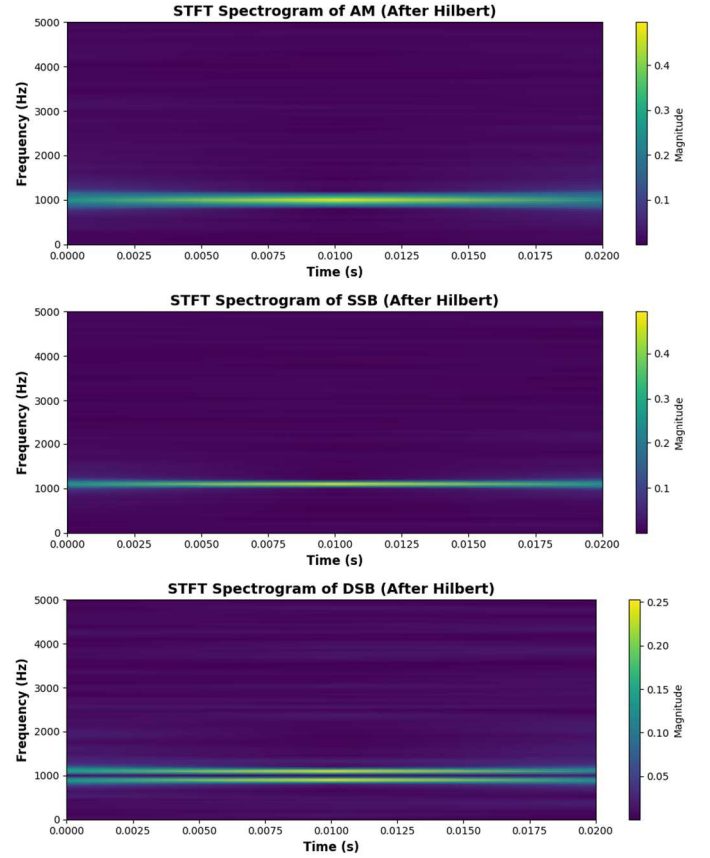 STFT Spectrogram of AM (After Hilbert)
5000
4000
3000
2000
1000
0
Frequency (Hz)
0.0000 0.0025 0.0050 0.0075 0.0100 0.0125 0.0150 0.0175 0.0200
Time (s)
0.4
0.3
0.2
0.1
Magnitude
STFT Spectrogram of SSB (After Hilbert)
5000
4000
3000
2000
1000
0
Frequency (Hz)
0.0000 0.0025 0.0050 0.0075 0.0100 0.0125 0.0150 0.0175 0.0200
Time (s)
0.4
0.3
0.2
0.1
Magnitude
STFT Spectrogram of DSB (After Hilbert)
5000
4000
3000
2000
1000
0
Frequency (Hz)
0.0000 0.0025 0.0050 0.0075 0.0100 0.0125 0.0150 0.0175 0.0200
Time (s)
0.25
0.20
0.15
0.10
0.05
Magnitude